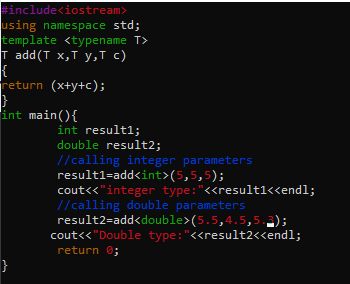 #include<iostream>
using namespace std;
template <typename T>
T add(T x,T y,T c)
{
return (x+y+c);
}
int main(){
int result1;
double result2;
//calling integer parameters
result1=add<int>(5,5,5);
cout<<"integer type:"<<result1<<endl;
//calling double parameters
result2=add<double>(5.5,4.5,5.3);
cout<<"Double type:"<<result2<<endl;
return 0;
}